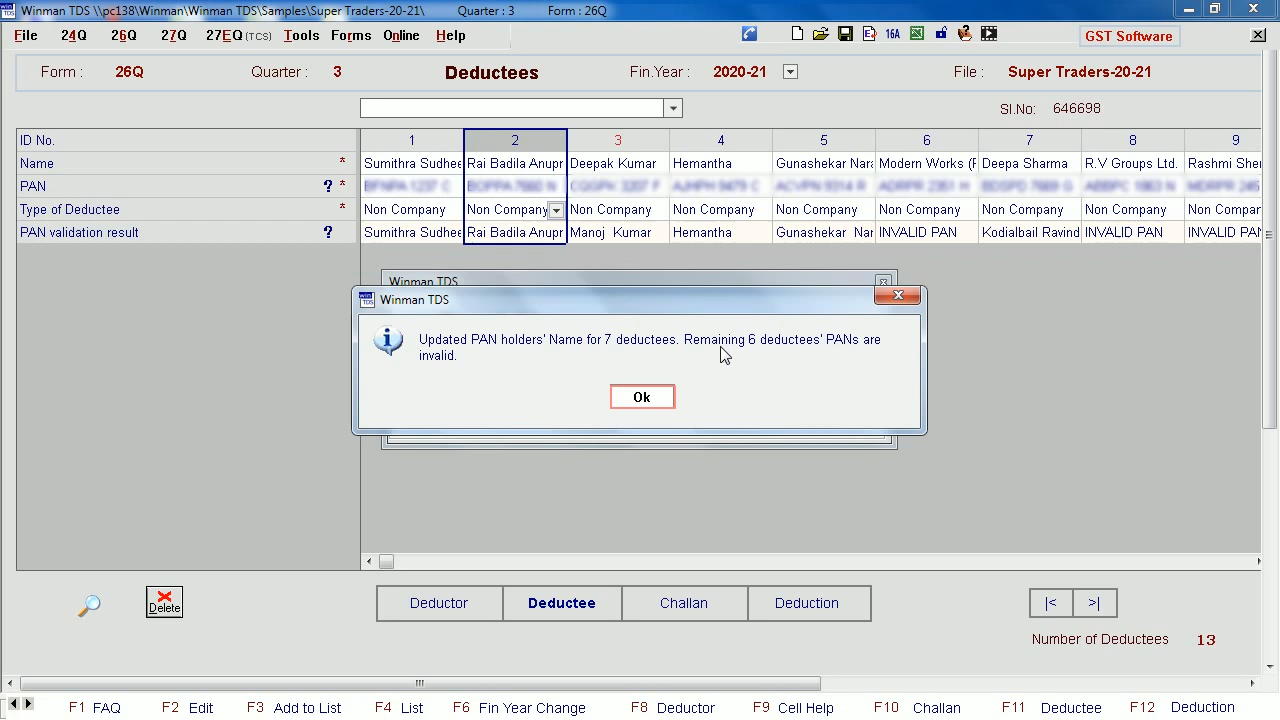 Winman TDS \\pc138\Winman\Winman TDS\Samples\Super Traders-20-21\ Quarter : 3 Form : 26Q
File 24Q 26Q 27Q 27EQ (TCS) Tools Forms Online Help 16A GST Software
Form : 26Q Quarter : 3 Deductees Fin.Year : 2020-21 File : Super Traders-20-21
Sl.No: 646698
ID No. 1 2 3 4 5 6 7 8 9
Name * Sumithra Sudhee Rai Badila Anupr Deepak Kumar Hemantha Gunashekar Nara Modern Works (P Deepa Sharma R.V Groups Ltd. Rashmi She
PAN ? *
Type of Deductee * Non Company Non Company Non Company Non Company Non Company Non Company Non Company Non Company Non Company
PAN validation result ? Sumithra Sudhee Rai Badila Anupr Manoj Kumar Hemantha Gunashekar Nar INVALID PAN Kodialbail Ravind INVALID PAN INVALID PAN
Winman TDS
Winman TDS
Updated PAN holders' Name for 7 deductees. Remaining 6 deductees' PANs are
invalid.
Ok
Delete Deductor Deductee Challan Deduction |< >|
Number of Deductees 13
F1 FAQ F2 Edit F3 Add to List F4 List F6 Fin Year Change F8 Deductor F9 Cell Help F10 Challan F11 Deductee F12 Deduction